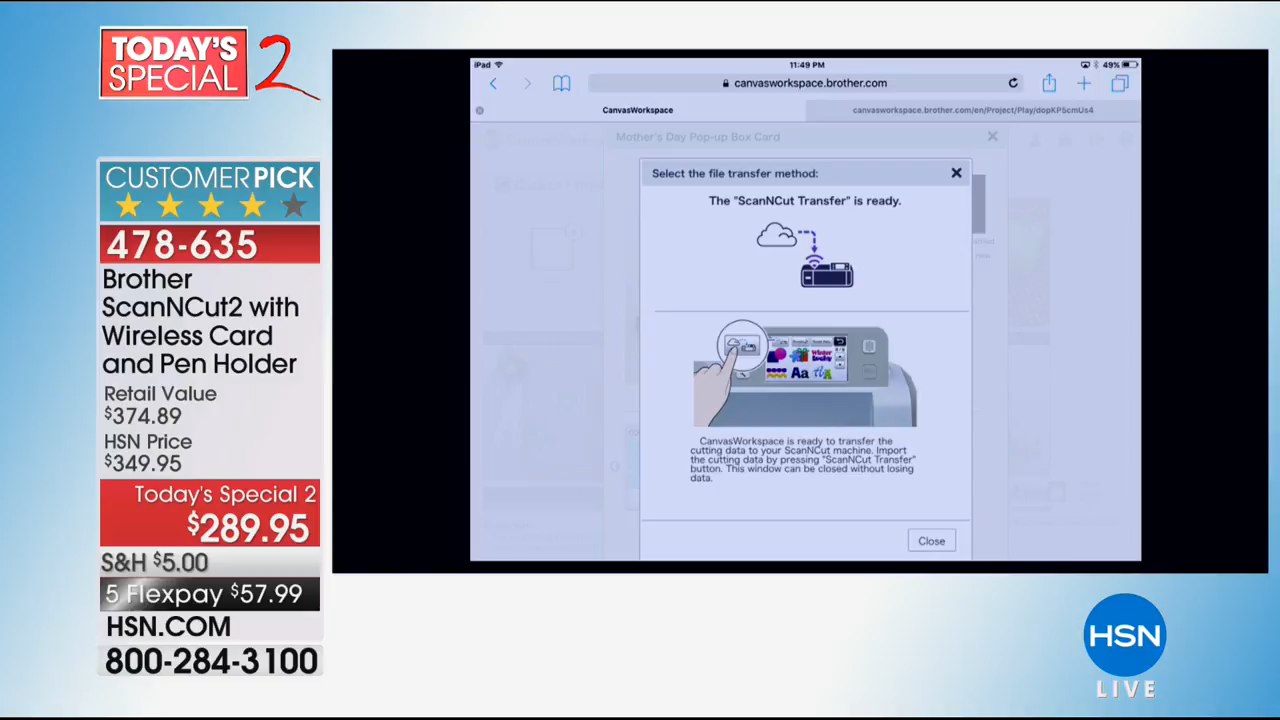 TODAY'S
SPECIAL 2
CUSTOMER PICK
478-635
Brother
ScanNCut2 with
Wireless Card
and Pen Holder
Retail Value
$374.89
HSN Price
$349.95
Today's Special 2
$289.95
S&H $5.00
5 Flexpay $57.99
HSN.COM
800-284-3100
iPad 11:49 PM 49%
canvasworkspace.brother.com
CanvasWorkspace canvasworkspace.brother.com/en/Project/Play/dopKP5cmUs4
Mother's Day Pop-up Box Card
Select the file transfer method:
The "ScanNCut Transfer" is ready.
Aa
CanvasWorkspace is ready to transfer the
cutting data to your ScanNCut machine. Import
the cutting data by pressing "ScanNCut Transfer"
button. This window can be closed without losing
data.
Close
HSN
LIVE